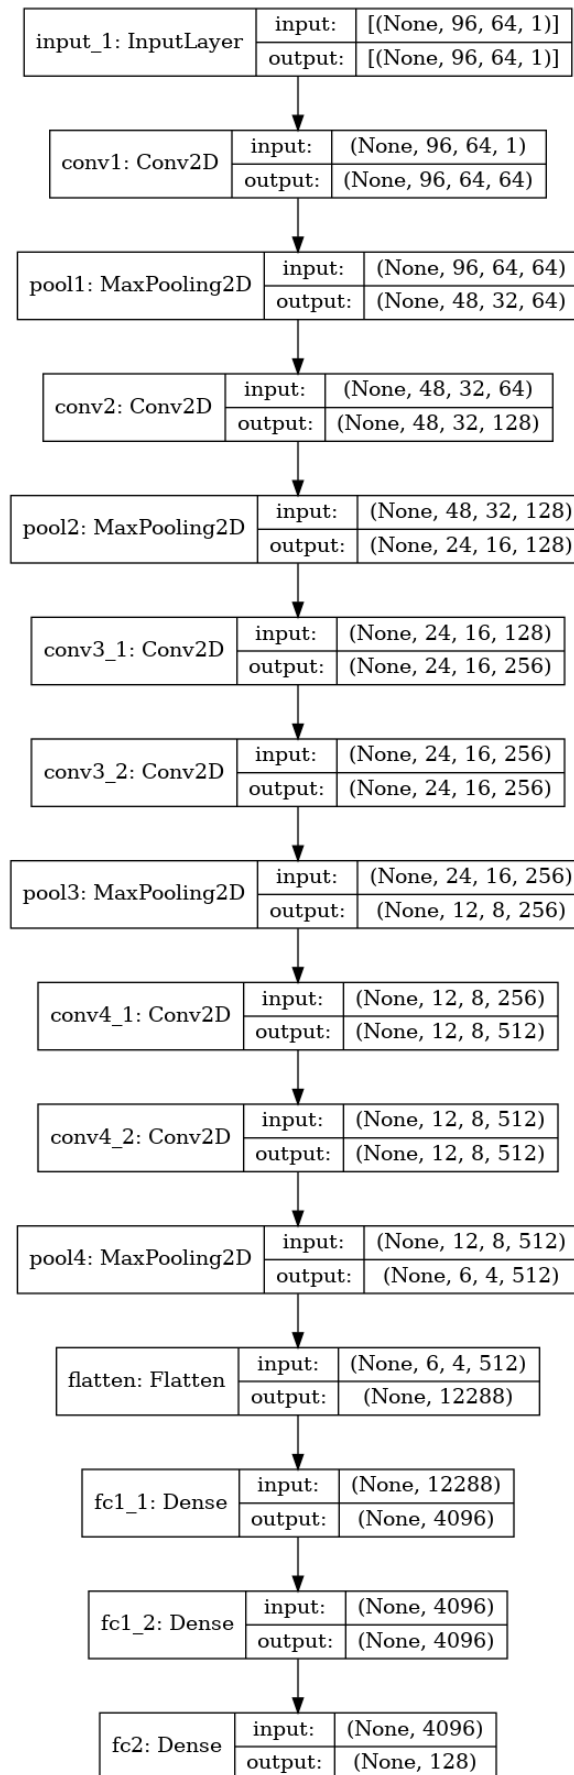 input_1: InputLayer
input: [(None, 96, 64, 1)]
output: [(None, 96, 64, 1)]
conv1: Conv2D
input: (None, 96, 64, 1)
output: (None, 96, 64, 64)
pool1: MaxPooling2D
input: (None, 96, 64, 64)
output: (None, 48, 32, 64)
conv2: Conv2D
input: (None, 48, 32, 64)
output: (None, 48, 32, 128)
pool2: MaxPooling2D
input: (None, 48, 32, 128)
output: (None, 24, 16, 128)
conv3_1: Conv2D
input: (None, 24, 16, 128)
output: (None, 24, 16, 256)
conv3_2: Conv2D
input: (None, 24, 16, 256)
output: (None, 24, 16, 256)
pool3: MaxPooling2D
input: (None, 24, 16, 256)
output: (None, 12, 8, 256)
conv4_1: Conv2D
input: (None, 12, 8, 256)
output: (None, 12, 8, 512)
conv4_2: Conv2D
input: (None, 12, 8, 512)
output: (None, 12, 8, 512)
pool4: MaxPooling2D
input: (None, 12, 8, 512)
output: (None, 6, 4, 512)
flatten: Flatten
input: (None, 6, 4, 512)
output: (None, 12288)
fc1_1: Dense
input: (None, 12288)
output: (None, 4096)
fc1_2: Dense
input: (None, 4096)
output: (None, 4096)
fc2: Dense
input: (None, 4096)
output: (None, 128)